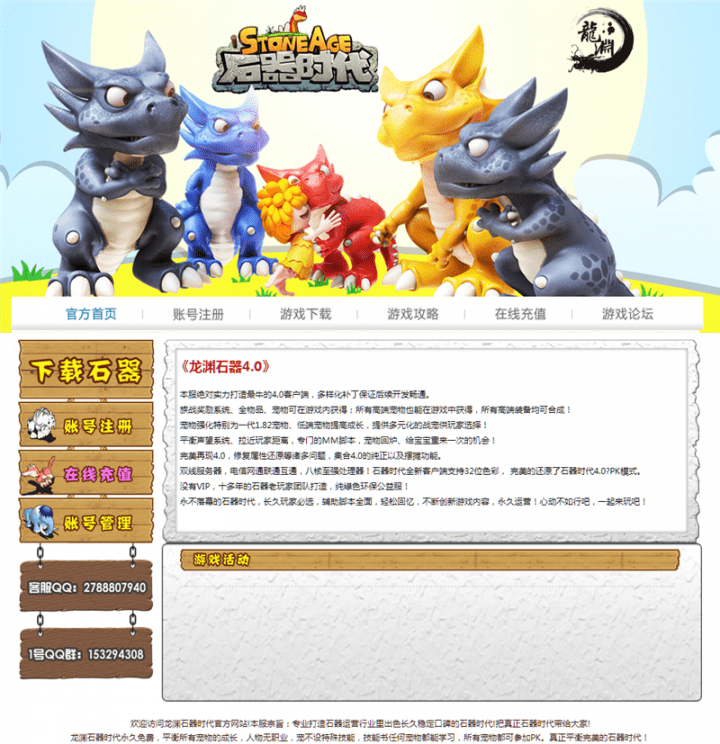 STONEAGE
石器时代
龍淵
官方首页
账号注册
游戏下载
游戏攻略
在线充值
游戏论坛
下载石器
账号注册
在线充值
账号管理
客服QQ：2788807940
1号QQ群：153294308
《龙渊石器4.0》
本服绝对实力打造最牛的4.0客户端，多样化补丁保证后续开发畅通。
族战奖励系统、金物品、宠物可在游戏内获得；所有高端宠物也能在游戏中获得，所有高端装备均可合成！
宠物强化特别为一代1.82宠物、低端宠物提高成长，提供多元化的战宠供玩家选择！
平衡声望系统、拉近玩家距离，专门的MM脚本，宠物回炉、给宝宝重来一次的机会！
完美再现4.0，修复属性还原等诸多问题，集合4.0的纯正以及摆摊功能。
双线服务器，电信网通联通互通，八核至强处理器！石器时代全新客户端支持32位色彩， 完美的还原了石器时代4.0?PK模式。
没有VIP，十多年的石器老玩家团队打造，纯绿色环保公益服！
永不落幕的石器时代，长久玩家必选，辅助脚本全面，轻松回忆，不断创新游戏内容，永久运营！心动不如行吧，一起来玩吧！
游戏活动
欢迎访问龙渊石器时代官方网站!本服宗旨：专业打造石器运营行业里出色长久稳定口碑的石器时代!把真正石器时代带给大家!
龙渊石器时代永久免费，平衡所有宠物的成长，人物无职业，宠不设特殊技能，技能书任何宠物都能学习，所有宠物都可参加PK。真正平衡完美的石器时代！